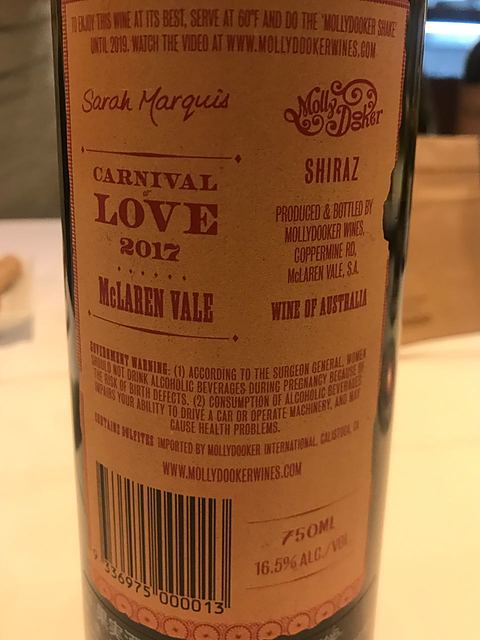 TO ENJOY THIS WINE AT ITS BEST, SERVE AT 60°F AND DO THE 'MOLLYDOOKER SHAKE'
UNTIL 2019. WATCH THE VIDEO AT WWW.MOLLYDOOKERWINES.COM
Sarah Marquis
Molly Dooker
CARNIVAL
of
LOVE
2017
McLAREN VALE
SHIRAZ
PRODUCED & BOTTLED BY
MOLLYDOOKER WINES,
COPPERMINE RD,
McLAREN VALE, S.A.
WINE OF AUSTRALIA
GOVERNMENT WARNING: (1) ACCORDING TO THE SURGEON GENERAL, WOMEN
SHOULD NOT DRINK ALCOHOLIC BEVERAGES DURING PREGNANCY BECAUSE OF
THE RISK OF BIRTH DEFECTS. (2) CONSUMPTION OF ALCOHOLIC BEVERAGES
IMPAIRS YOUR ABILITY TO DRIVE A CAR OR OPERATE MACHINERY, AND MAY
CAUSE HEALTH PROBLEMS.
CONTAINS SULFITES IMPORTED BY MOLLYDOOKER INTERNATIONAL, CALISTOGA, CA
WWW.MOLLYDOOKERWINES.COM
9 336975 000013
750ML
16.5% ALC./VOL.